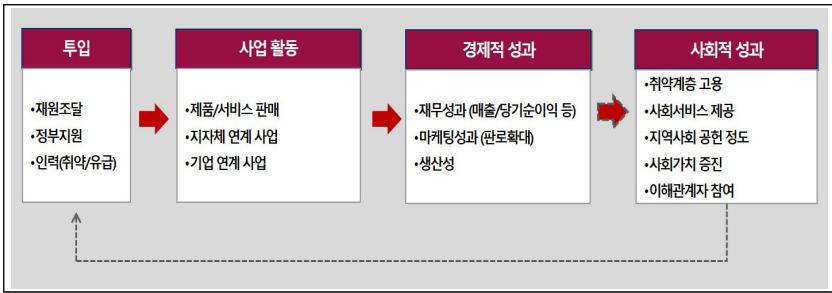 투입
•재원조달
•정부지원
•인력(취약/유급)
사업 활동
•제품/서비스 판매
•지자체 연계 사업
•기업 연계 사업
경제적 성과
•재무성과 (매출/당기순이익 등)
•마케팅성과 (판로확대)
•생산성
사회적 성과
•취약계층 고용
•사회서비스 제공
•지역사회 공헌 정도
•사회가치 증진
•이해관계자 참여